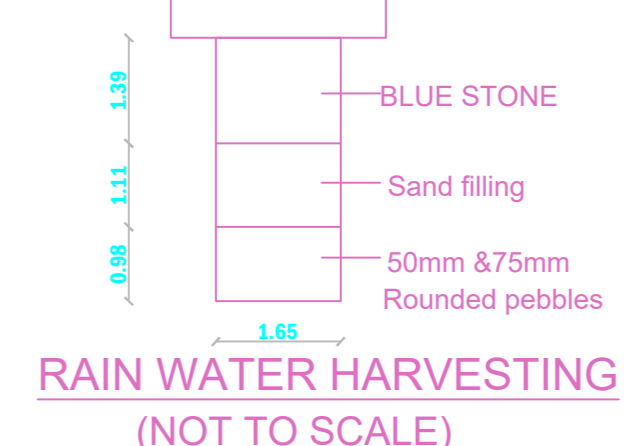 1.39
BLUE STONE
1.11
Sand filling
0.98
50mm &75mm
Rounded pebbles
1.65
RAIN WATER HARVESTING
(NOT TO SCALE)